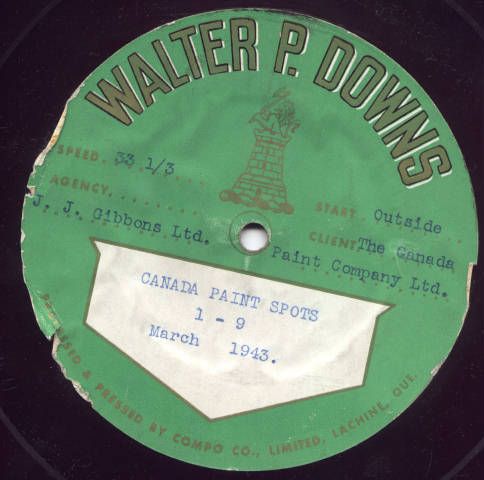 WALTER P. DOWNS
SPEED. 33 1/3
AGENCY
J. J. Gibbons Ltd.
START. Outside
CLIENT The Canada
Paint Company Ltd.
CANADA PAINT SPOTS
1 - 9
March 1943.
PROCESSED & PRESSED BY COMPO CO., LIMITED, LACHINE, QUE.